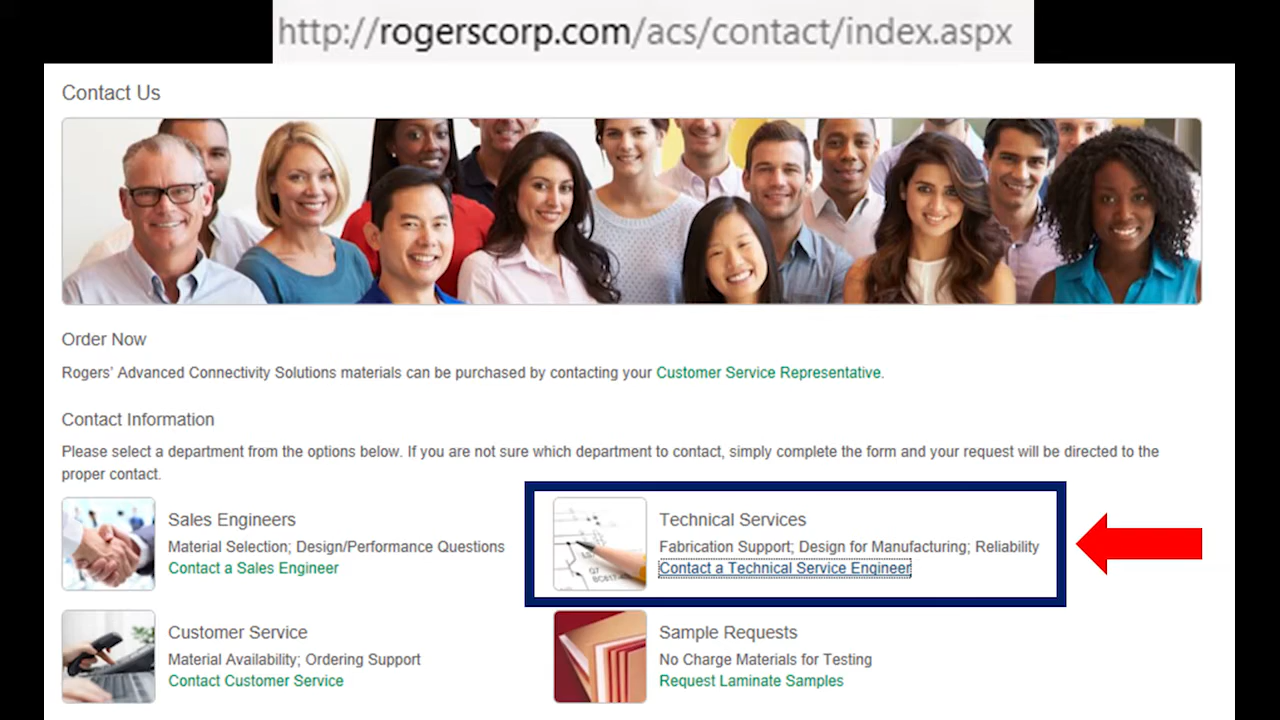 http://rogerscorp.com/acs/contact/index.aspx
Contact Us
Order Now
Rogers' Advanced Connectivity Solutions materials can be purchased by contacting your Customer Service Representative.
Contact Information
Please select a department from the options below. If you are not sure which department to contact, simply complete the form and your request will be directed to the
proper contact.
Sales Engineers
Material Selection; Design/Performance Questions
Contact a Sales Engineer
Technical Services
Fabrication Support; Design for Manufacturing; Reliability
Contact a Technical Service Engineer
Customer Service
Material Availability; Ordering Support
Contact Customer Service
Sample Requests
No Charge Materials for Testing
Request Laminate Samples